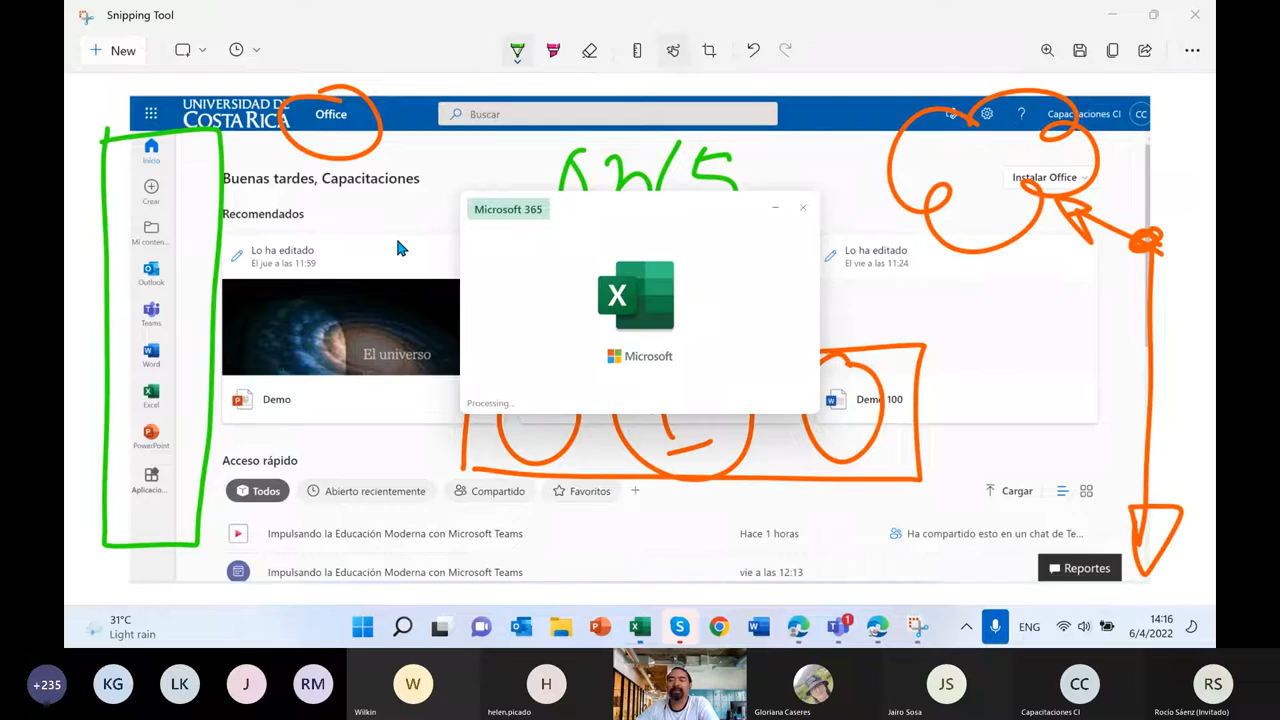 Snipping Tool
New
UNIVERSIDAD DE
COSTA RICA
Office
Buscar
Capacitaciones CI
CC
Inicio
Crear
Mi conten...
Outlook
Teams
Word
Excel
PowerPoint
Aplicacio...
Buenas tardes, Capacitaciones
Instalar Office
Recomendados
Lo ha editado
El jue a las 11:59
El universo
Demo
Microsoft 365
X
Microsoft
Processing...
Lo ha editado
El vie a las 11:24
Demo 100
Acceso rápido
Todos
Abierto recientemente
Compartido
Favoritos
Cargar
Impulsando la Educación Moderna con Microsoft Teams
Hace 1 horas
Ha compartido esto en un chat de Te...
Impulsando la Educación Moderna con Microsoft Teams
vie a las 12:13
Reportes
31°C
Light rain
1
ENG
14:16
6/4/2022
+235
KG
LK
J
RM
W
Wilkin
H
helen.picado
Gloriana Caseres
JS
Jairo Sosa
CC
Capacitaciones CI
RS
Rocío Sáenz (Invitado)